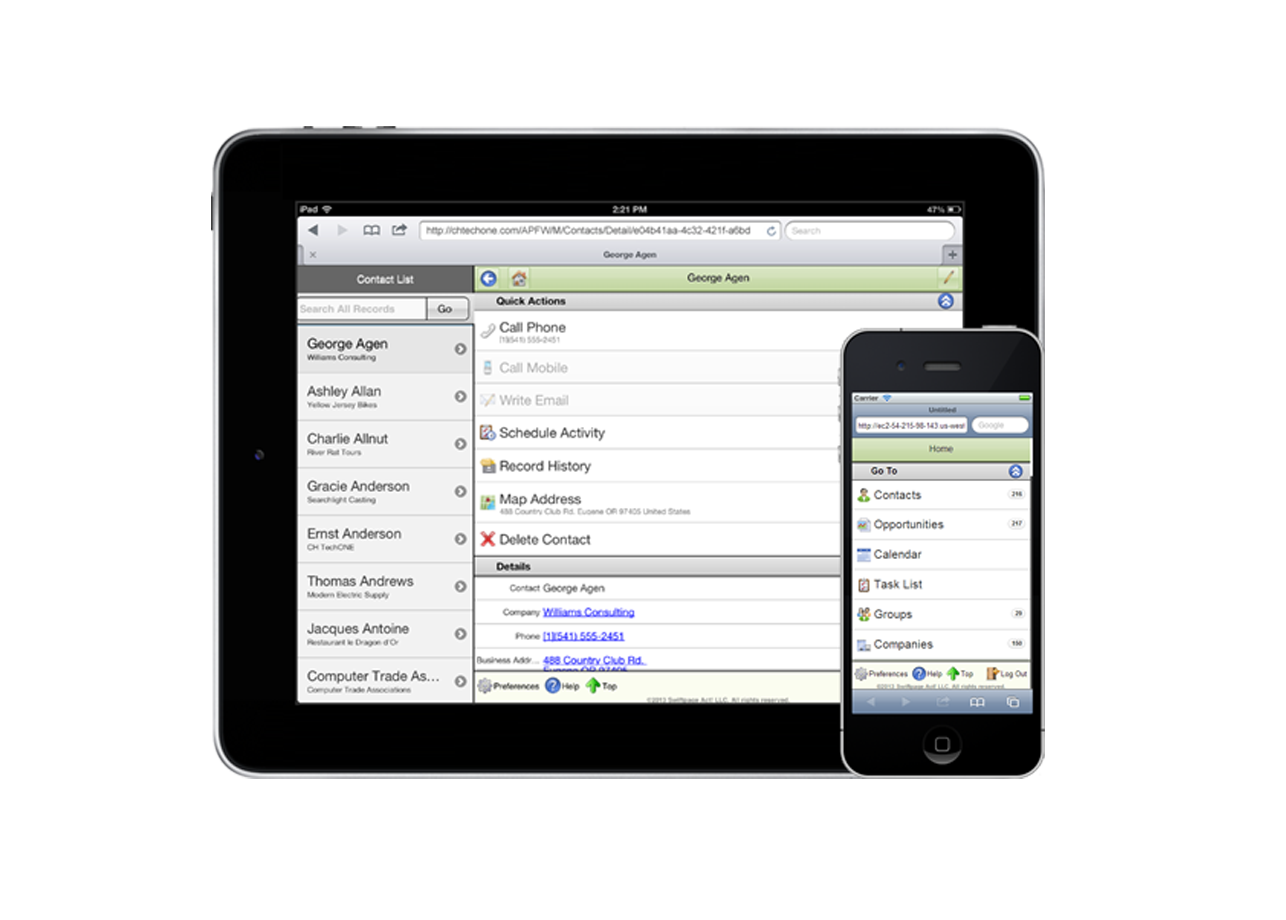 iPad
2:21 PM
47%
http://chtechone.com/APFW/M/Contacts/Detail/e04b41aa-4c32-421f-a6bd
Search
George Agen
Contact List
George Agen
Search All Records
Go
George Agen
Williams Consulting
Ashley Allan
Yellow Jersey Bikes
Charlie Allnut
River Rat Tours
Gracie Anderson
Searchlight Casting
Ernst Anderson
CH TechONE
Thomas Andrews
Modern Electric Supply
Jacques Antoine
Restaurant le Dragon d'Or
Computer Trade As...
Computer Trade Associations
Quick Actions
Call Phone
[1](541) 555-2451
Call Mobile
Write Email
Schedule Activity
Record History
Map Address
488 Country Club Rd. Eugene OR 97405 United States
Delete Contact
Details
Contact George Agen
Company Williams Consulting
Phone [1](541) 555-2451
Business Addr... 488 Country Club Rd.
Eugene OR 97405
Preferences Help Top
©2013 Swiftpage Act! LLC. All rights reserved.
Carrier
Untitled
http://ec2-54-215-98-143.us-west
Google
Home
Go To
Contacts 216
Opportunities 217
Calendar
Task List
Groups 29
Companies 150
Preferences Help Top Log Out
©2013 Swiftpage Act! LLC. All rights reserved.